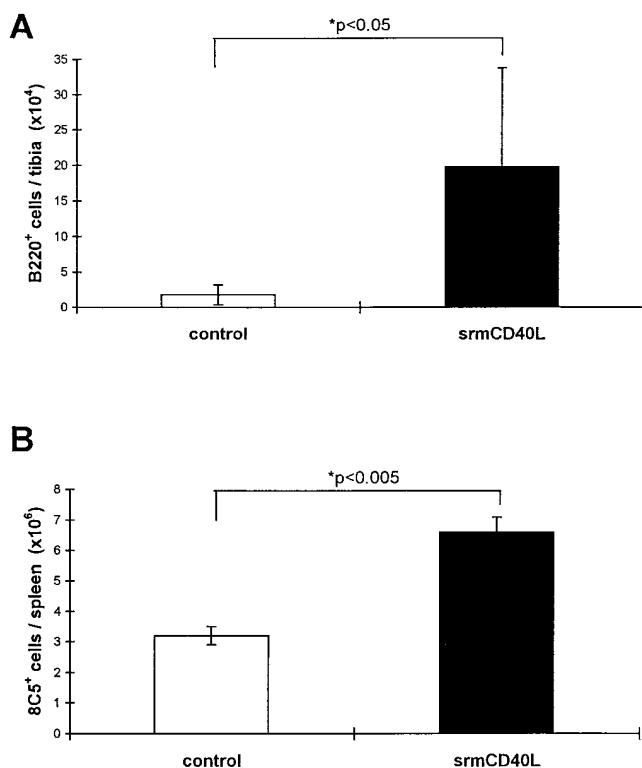 A
*p<0.05
B220+ cells / tibia (x10⁴)
35
30
25
20
15
10
5
0
control
srmCD40L
B
*p<0.005
8C5+ cells / spleen (x10⁶)
8
7
6
5
4
3
2
1
0
control
srmCD40L